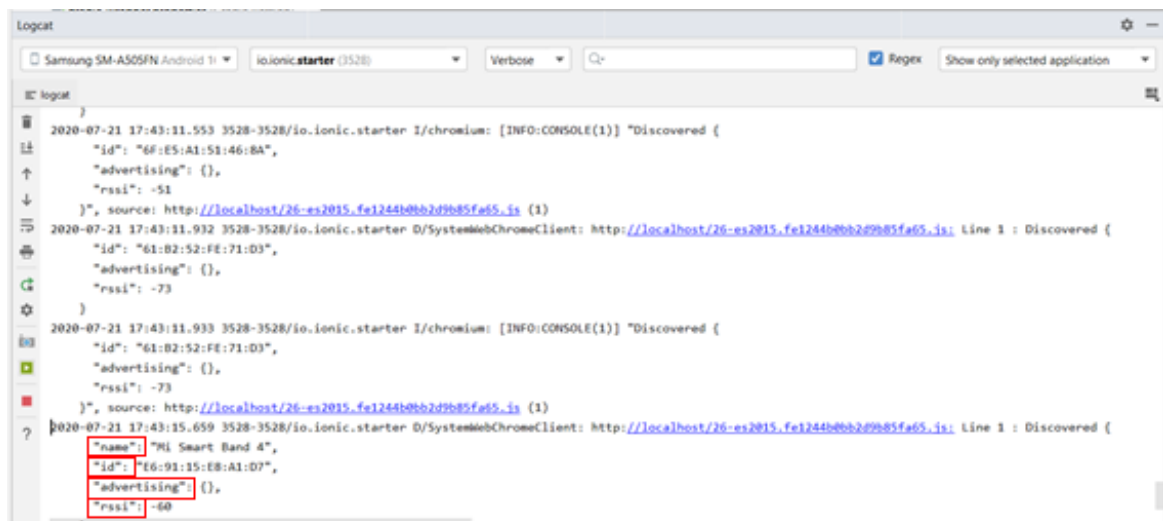 Logcat
Samsung SM-A505FN Android 1( io.ionic.starter (3528) Verbose Regex Show only selected application
logcat
}
2020-07-21 17:43:11.553 3528-3528/io.ionic.starter I/chromium: [INFO:CONSOLE(1)] "Discovered {
"id": "6F:E5:A1:51:46:8A",
"advertising": {},
"rssi": -51
}", source: http://localhost/26-es2015.fe1244b0bb2d9b85fa65.js (1)
2020-07-21 17:43:11.932 3528-3528/io.ionic.starter D/SystemWebChromeClient: http://localhost/26-es2015.fe1244b0bb2d9b85fa65.js: Line 1 : Discovered {
"id": "61:B2:52:FE:71:D3",
"advertising": {},
"rssi": -73
}
2020-07-21 17:43:11.933 3528-3528/io.ionic.starter I/chromium: [INFO:CONSOLE(1)] "Discovered {
"id": "61:B2:52:FE:71:D3",
"advertising": {},
"rssi": -73
}", source: http://localhost/26-es2015.fe1244b0bb2d9b85fa65.js (1)
2020-07-21 17:43:15.659 3528-3528/io.ionic.starter D/SystemWebChromeClient: http://localhost/26-es2015.fe1244b0bb2d9b85fa65.js: Line 1 : Discovered {
"name": "Mi Smart Band 4",
"id": "E6:91:15:E8:A1:D7",
"advertising": {},
"rssi": -60